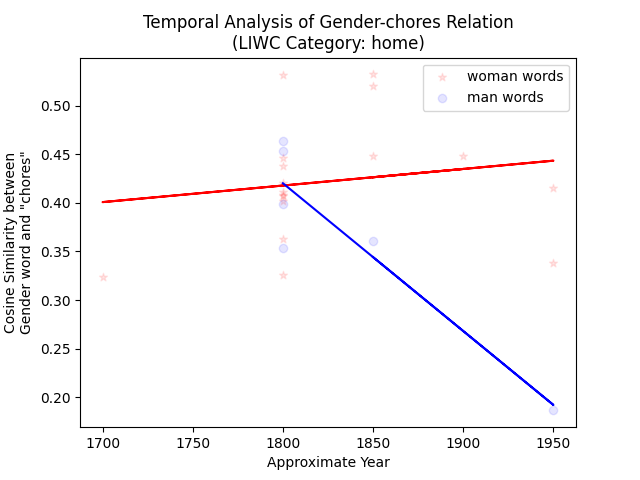 Temporal Analysis of Gender-chores Relation
(LIWC Category: home)
woman words
man words
0.50
0.45
0.40
0.35
0.30
0.25
0.20
Cosine Similarity between
Gender word and "chores"
1700 1750 1800 1850 1900 1950
Approximate Year